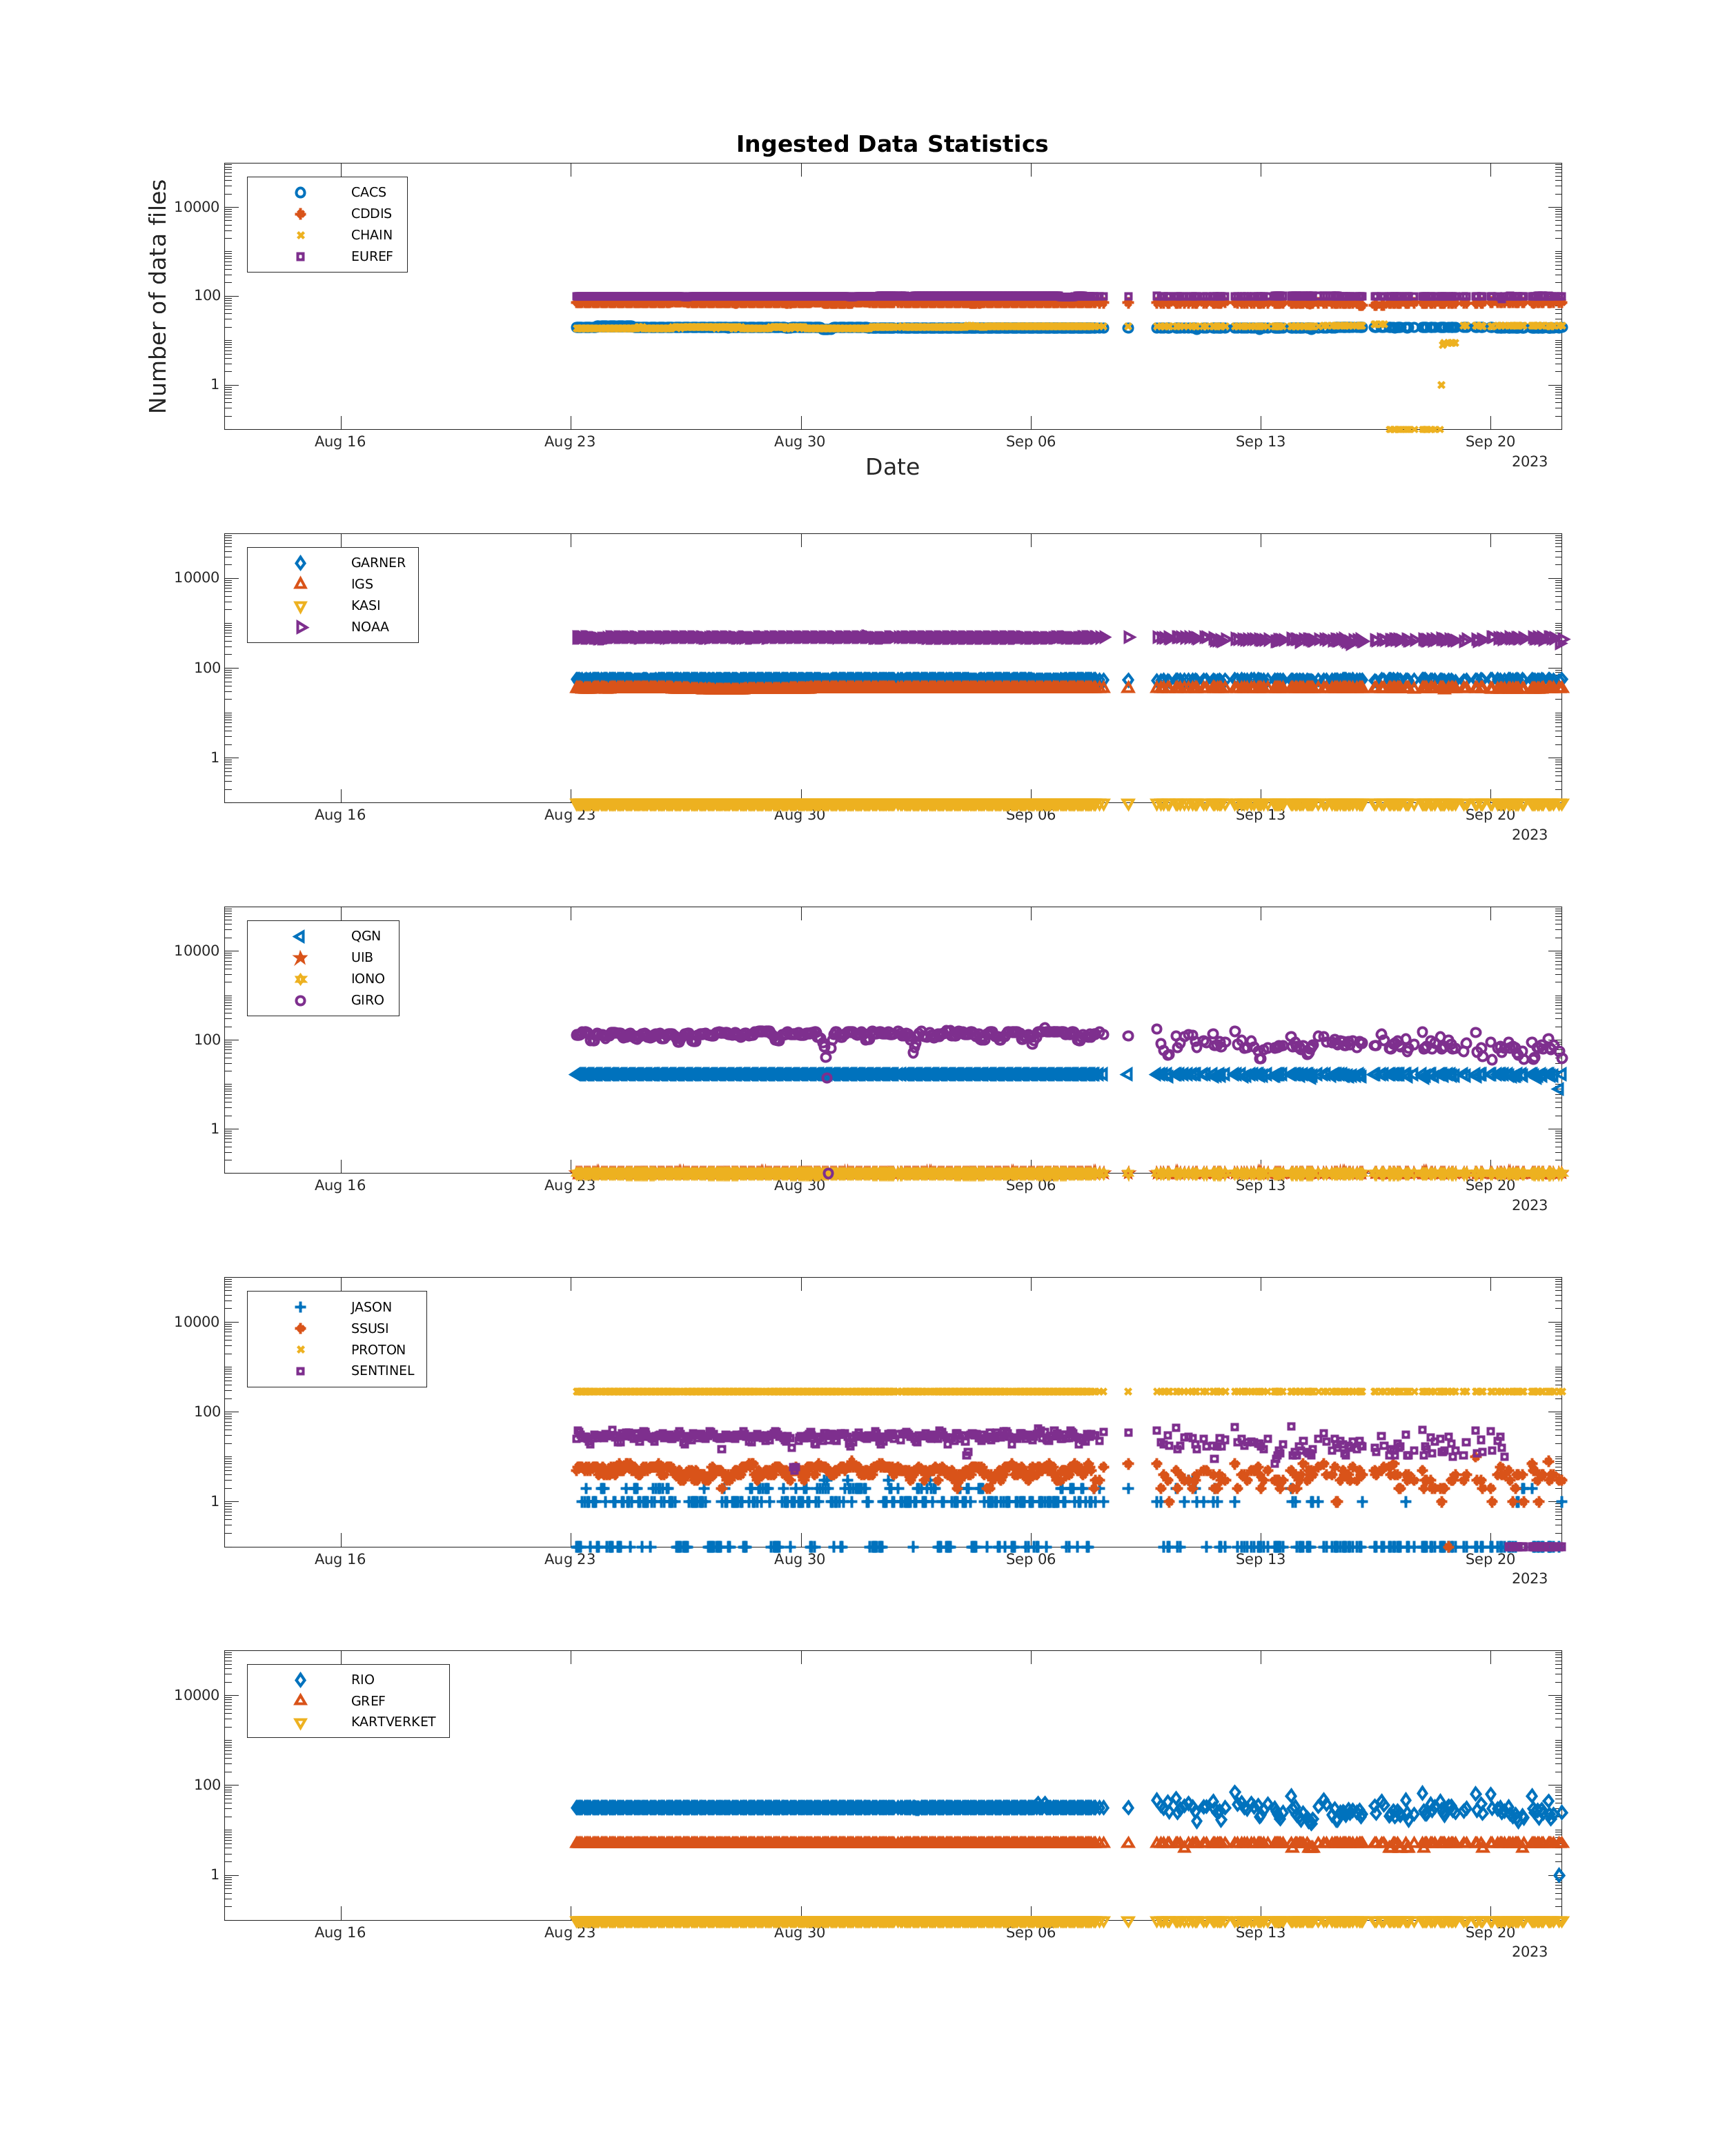 Ingested Data Statistics
Number of data files
10000
100
1
CACS
CDDIS
CHAIN
EUREF
Aug 16 Aug 23 Aug 30 Sep 06 Sep 13 Sep 20
2023
Date
10000
100
1
GARNER
IGS
KASI
NOAA
Aug 16 Aug 23 Aug 30 Sep 06 Sep 13 Sep 20
2023
10000
100
1
QGN
UIB
IONO
GIRO
Aug 16 Aug 23 Aug 30 Sep 06 Sep 13 Sep 20
2023
10000
100
1
JASON
SSUSI
PROTON
SENTINEL
Aug 16 Aug 23 Aug 30 Sep 06 Sep 13 Sep 20
2023
10000
100
1
RIO
GREF
KARTVERKET
Aug 16 Aug 23 Aug 30 Sep 06 Sep 13 Sep 20
2023